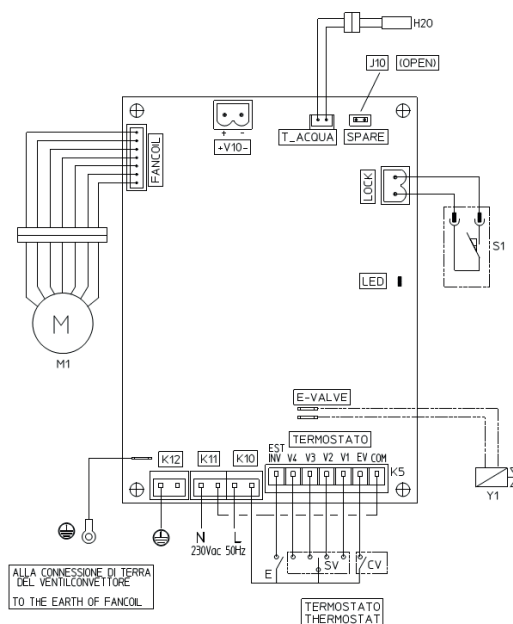 H2O
J10 (OPEN)
+ -
+V10-
T_ACQUA
SPARE
FANCOIL
LOCK
S1
LED
M
M1
E-VALVE
TERMOSTATO
EST
INV V4 V3 V2 V1 EV COM
K12 K11 K10
K5
Y1
N L
230Vac 50Hz
E SV CV
ALLA CONNESSIONE DI TERRA
DEL VENTILCONVETTORE
TO THE EARTH OF FANCOIL
TERMOSTATO
THERMOSTAT